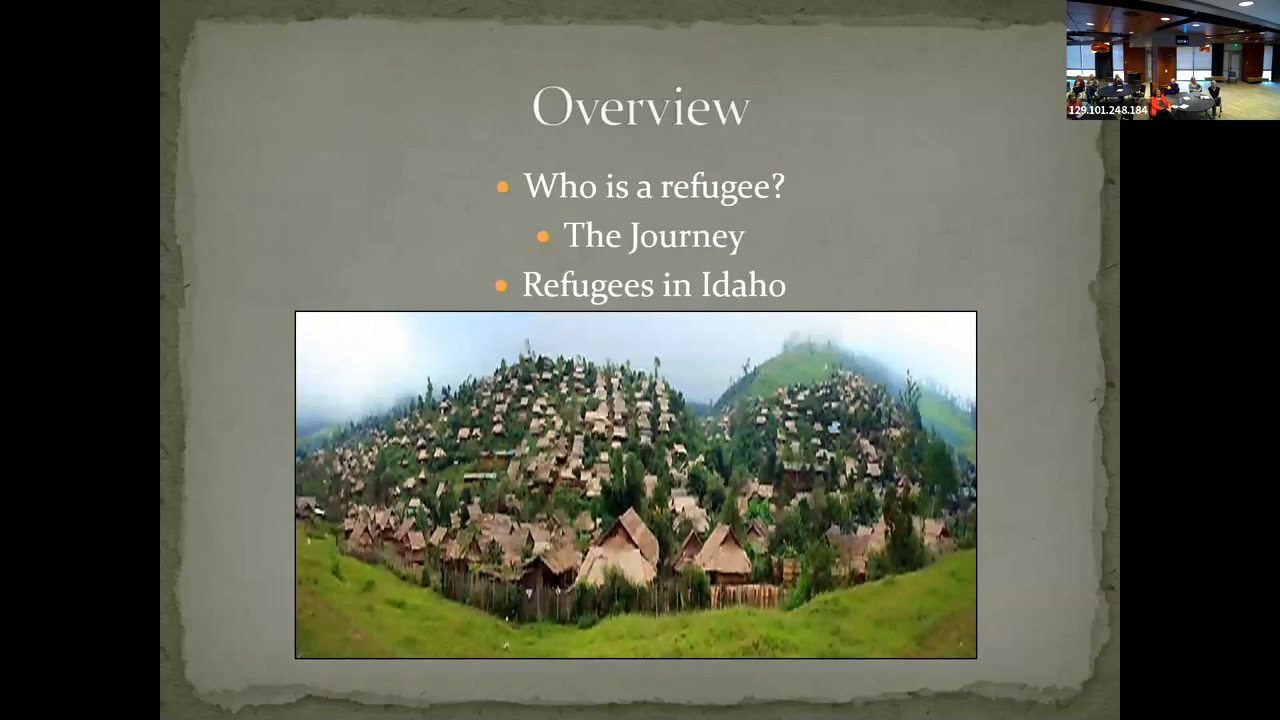 129.101.248.184
Overview
• Who is a refugee?
• The Journey
• Refugees in Idaho